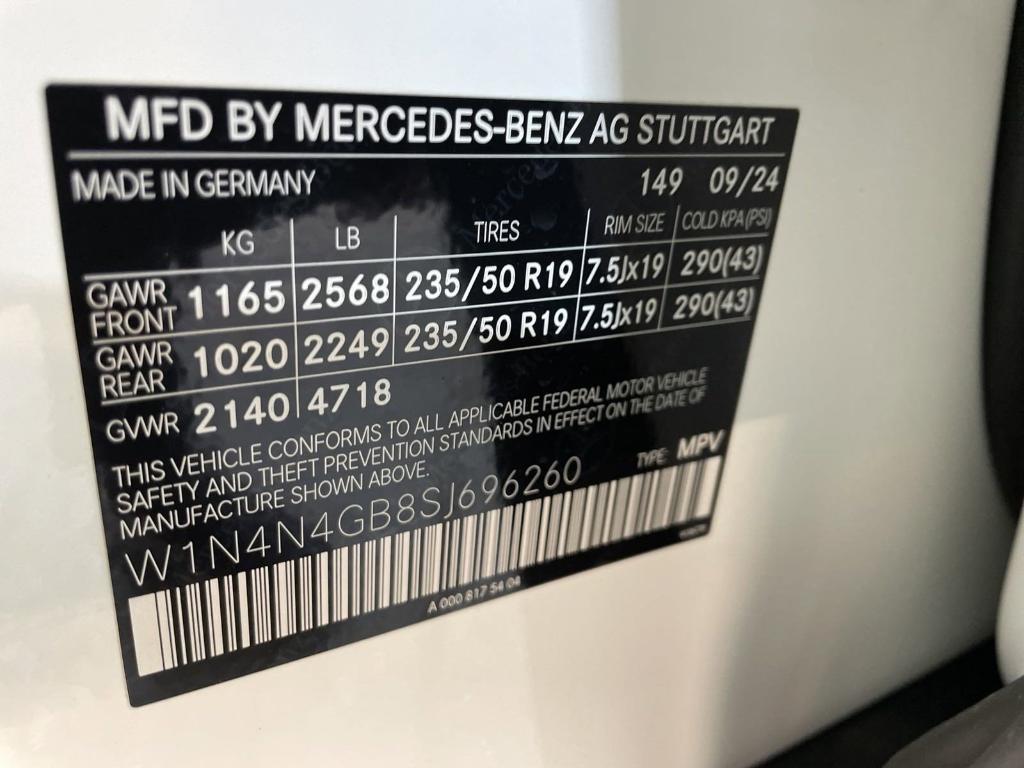 MFD BY MERCEDES-BENZ AG STUTTGART
MADE IN GERMANY 149 09/24
KG LB TIRES RIM SIZE COLD KPA(PSI)
GAWR FRONT 1165 2568 235/50 R19 7.5Jx19 290(43)
GAWR REAR 1020 2249 235/50 R19 7.5Jx19 290(43)
GVWR 2140 4718
THIS VEHICLE CONFORMS TO ALL APPLICABLE FEDERAL MOTOR VEHICLE
SAFETY AND THEFT PREVENTION STANDARDS IN EFFECT ON THE DATE OF
MANUFACTURE SHOWN ABOVE. TYPE: MPV
W1N4N4GB8SJ696260
A 000 817 54 04